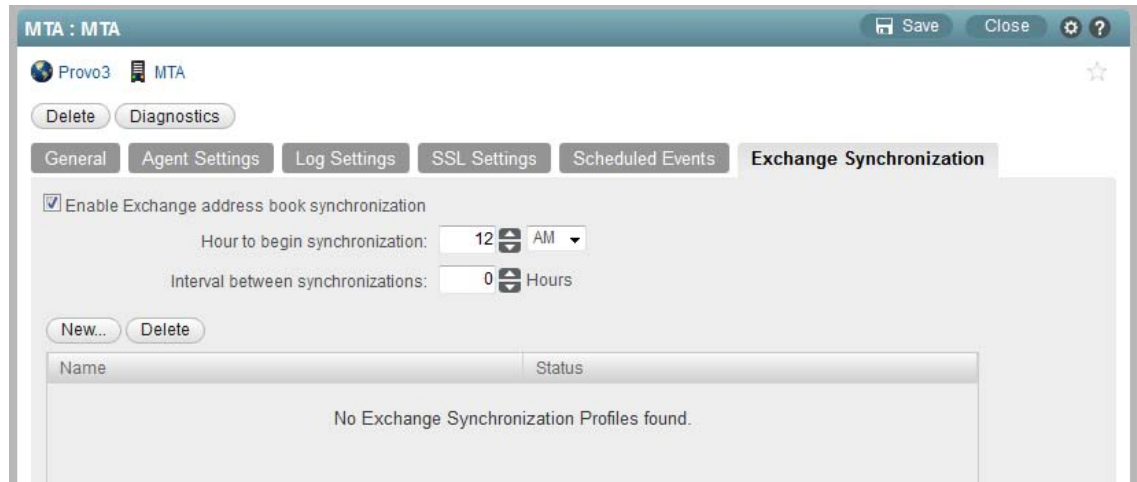 MTA : MTA Save Close ?
Provo3 MTA
Delete Diagnostics
General Agent Settings Log Settings SSL Settings Scheduled Events Exchange Synchronization
Enable Exchange address book synchronization
Hour to begin synchronization: 12 AM
Interval between synchronizations: 0 Hours
New... Delete
Name Status
No Exchange Synchronization Profiles found.